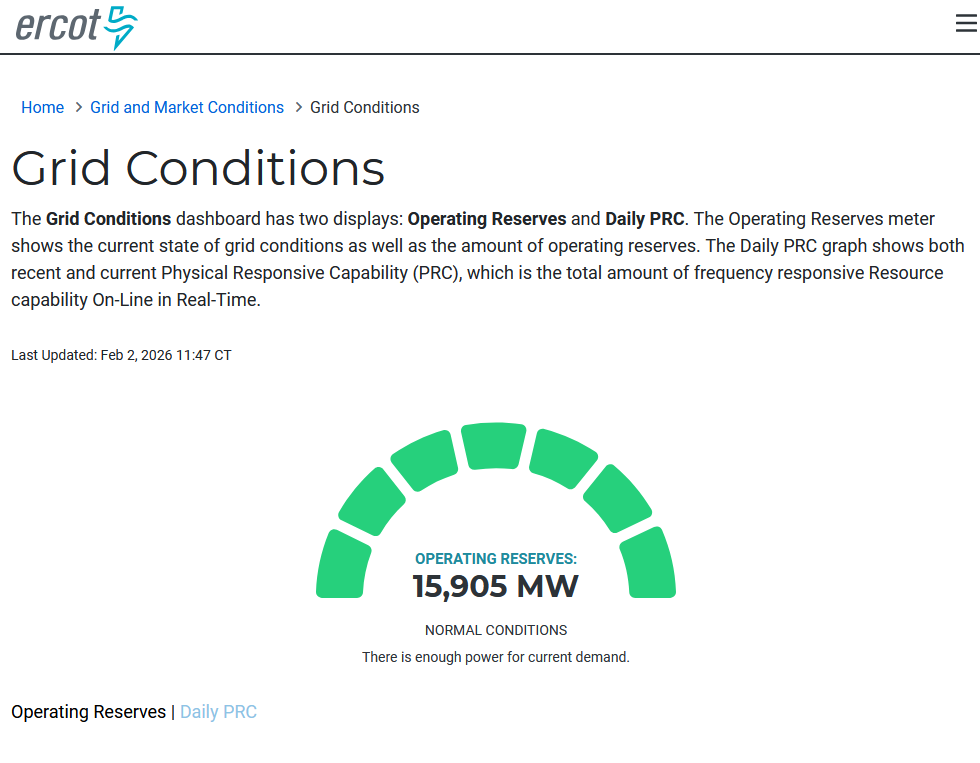 ercot
Home > Grid and Market Conditions > Grid Conditions
Grid Conditions
The Grid Conditions dashboard has two displays: Operating Reserves and Daily PRC. The Operating Reserves meter
shows the current state of grid conditions as well as the amount of operating reserves. The Daily PRC graph shows both
recent and current Physical Responsive Capability (PRC), which is the total amount of frequency responsive Resource
capability On-Line in Real-Time.
Last Updated: Feb 2, 2026 11:47 CT
OPERATING RESERVES:
15,905 MW
NORMAL CONDITIONS
There is enough power for current demand.
Operating Reserves | Daily PRC